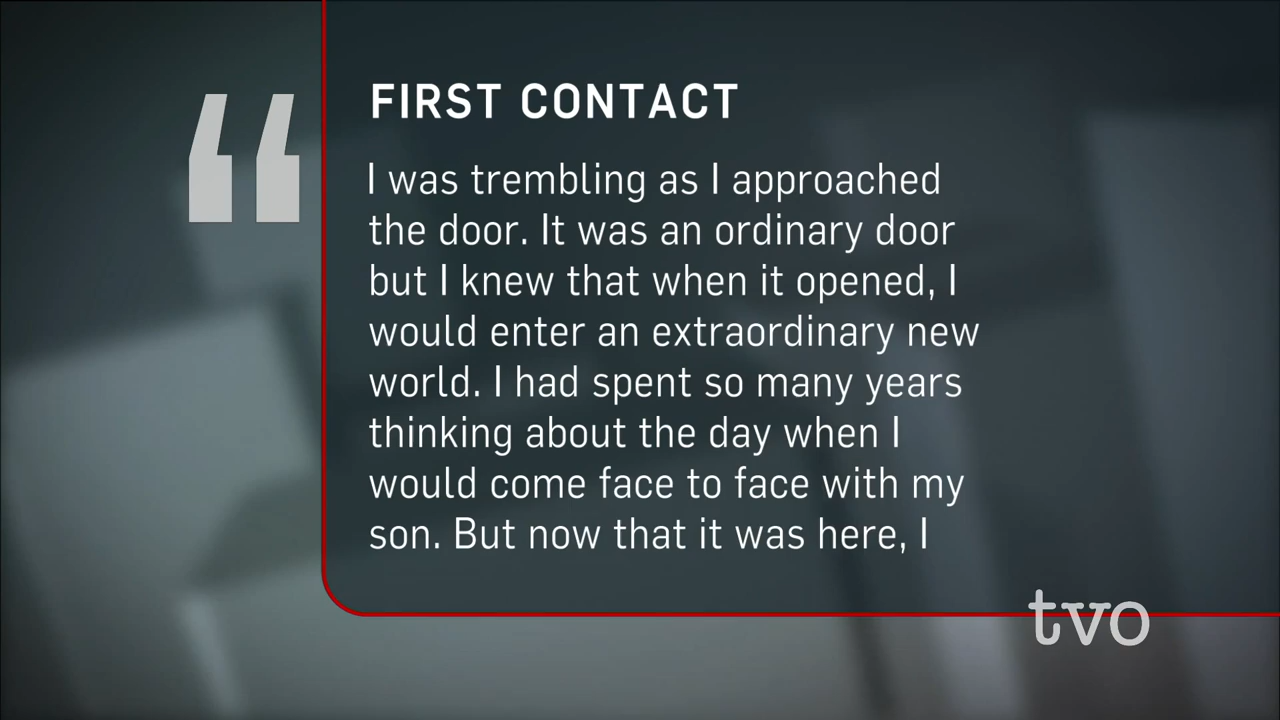 “
FIRST CONTACT
I was trembling as I approached
the door. It was an ordinary door
but I knew that when it opened, I
would enter an extraordinary new
world. I had spent so many years
thinking about the day when I
would come face to face with my
son. But now that it was here, I
tvo